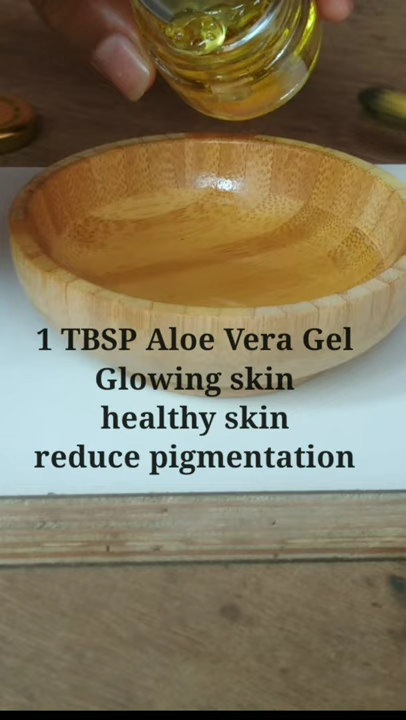 1 TBSP Aloe Vera Gel
Glowing skin
healthy skin
reduce pigmentation